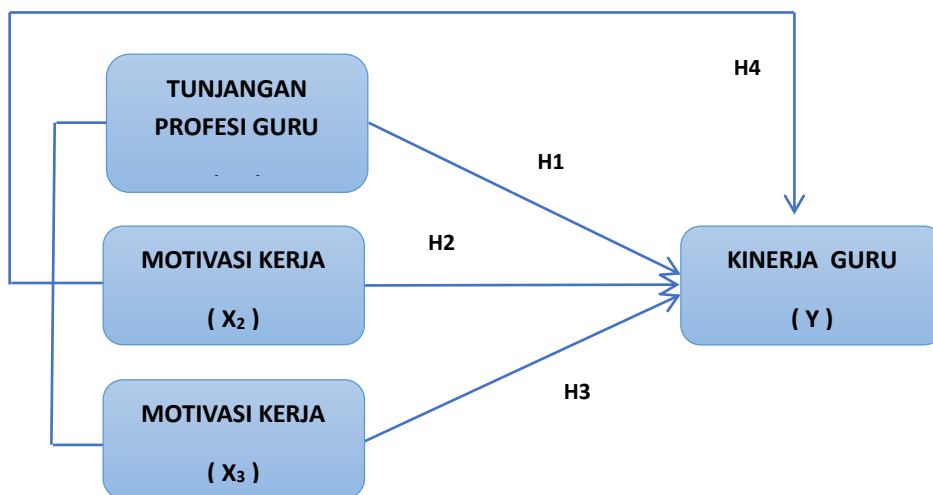 H4
TUNJANGAN
PROFESI GURU
H1
H2
MOTIVASI KERJA
( X₂ )
KINERJA GURU
( Y )
H3
MOTIVASI KERJA
( X₃ )